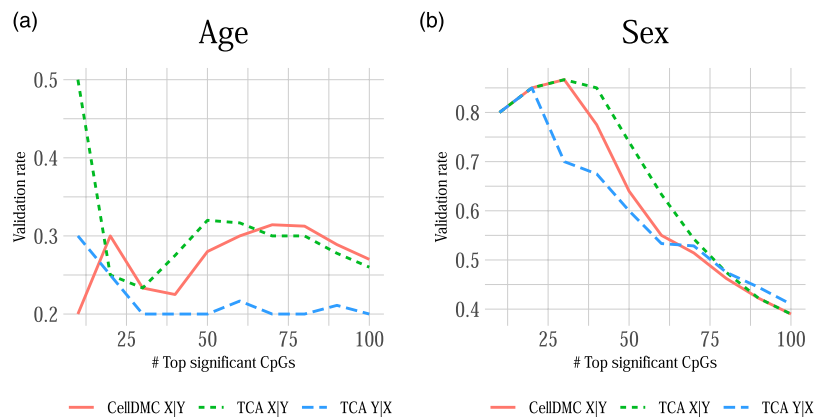 (a)
Age
Validation rate
0.5
0.4
0.3
0.2
25 50 75 100
# Top significant CpGs
CellDMC X|Y TCA X|Y TCA Y|X
(b)
Sex
Validation rate
0.8
0.7
0.6
0.5
0.4
25 50 75 100
# Top significant CpGs
CellDMC X|Y TCA X|Y TCA Y|X